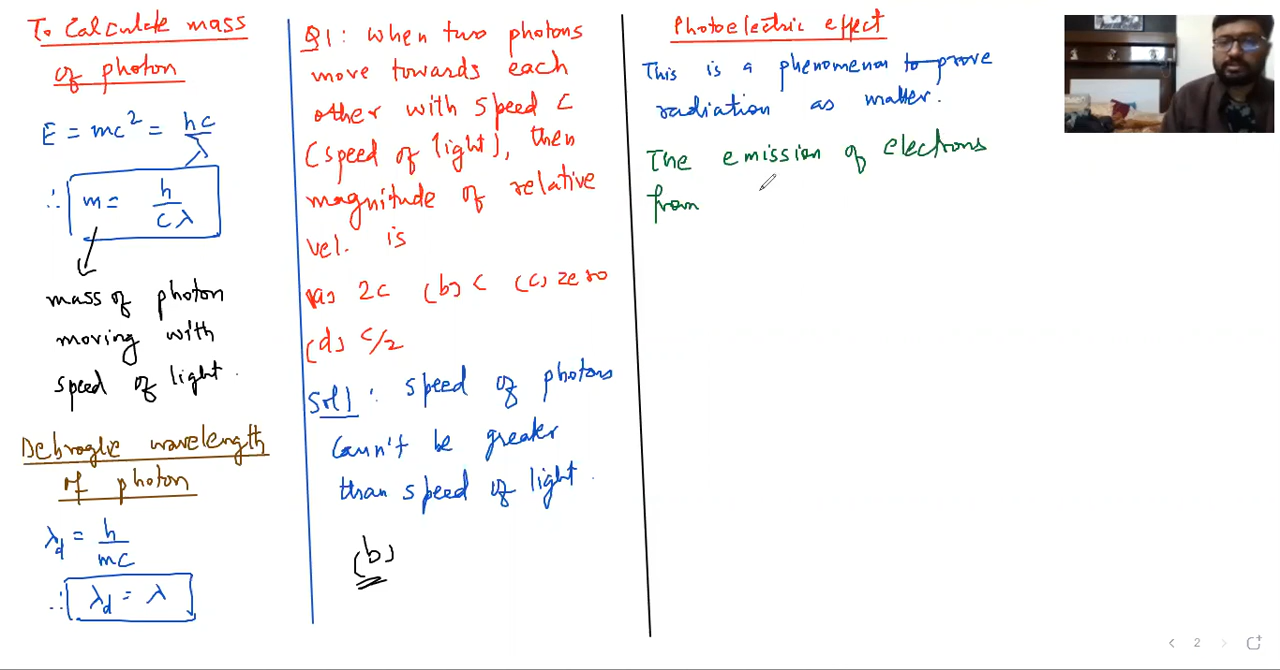 To Calculate mass
of photon
E = mc² = hc/λ
∴ m = h/cλ
mass of photon
moving with
speed of light.
Debroglie wavelength
of photon
λd = h/mc
∴ λd = λ
Q1: when two photons
move towards each
other with speed c
(speed of light), then
magnitude of relative
vel. is
(a) 2c (b) c (c) zero
(d) c/2
Sol1: speed of photons
cann't be greater
than speed of light.
(b)
Photoelectric effect
This is a phenomenon to prove
radiation as matter.
The emission of electrons
from
2